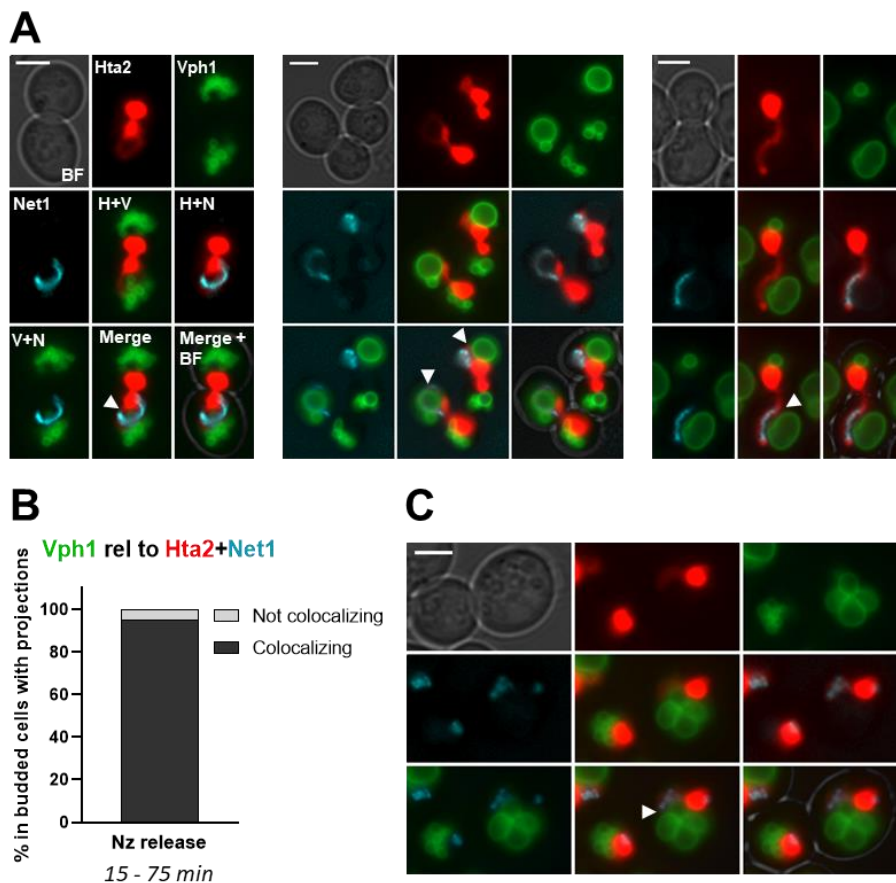 A
Hta2
Vph1
BF
Net1
H+V
H+N
V+N
Merge
Merge +
BF
B
Vph1 rel to Hta2+Net1
% in budded cells with projections
100
80
60
40
20
0
Not colocalizing
Colocalizing
Nz release
15 - 75 min
C